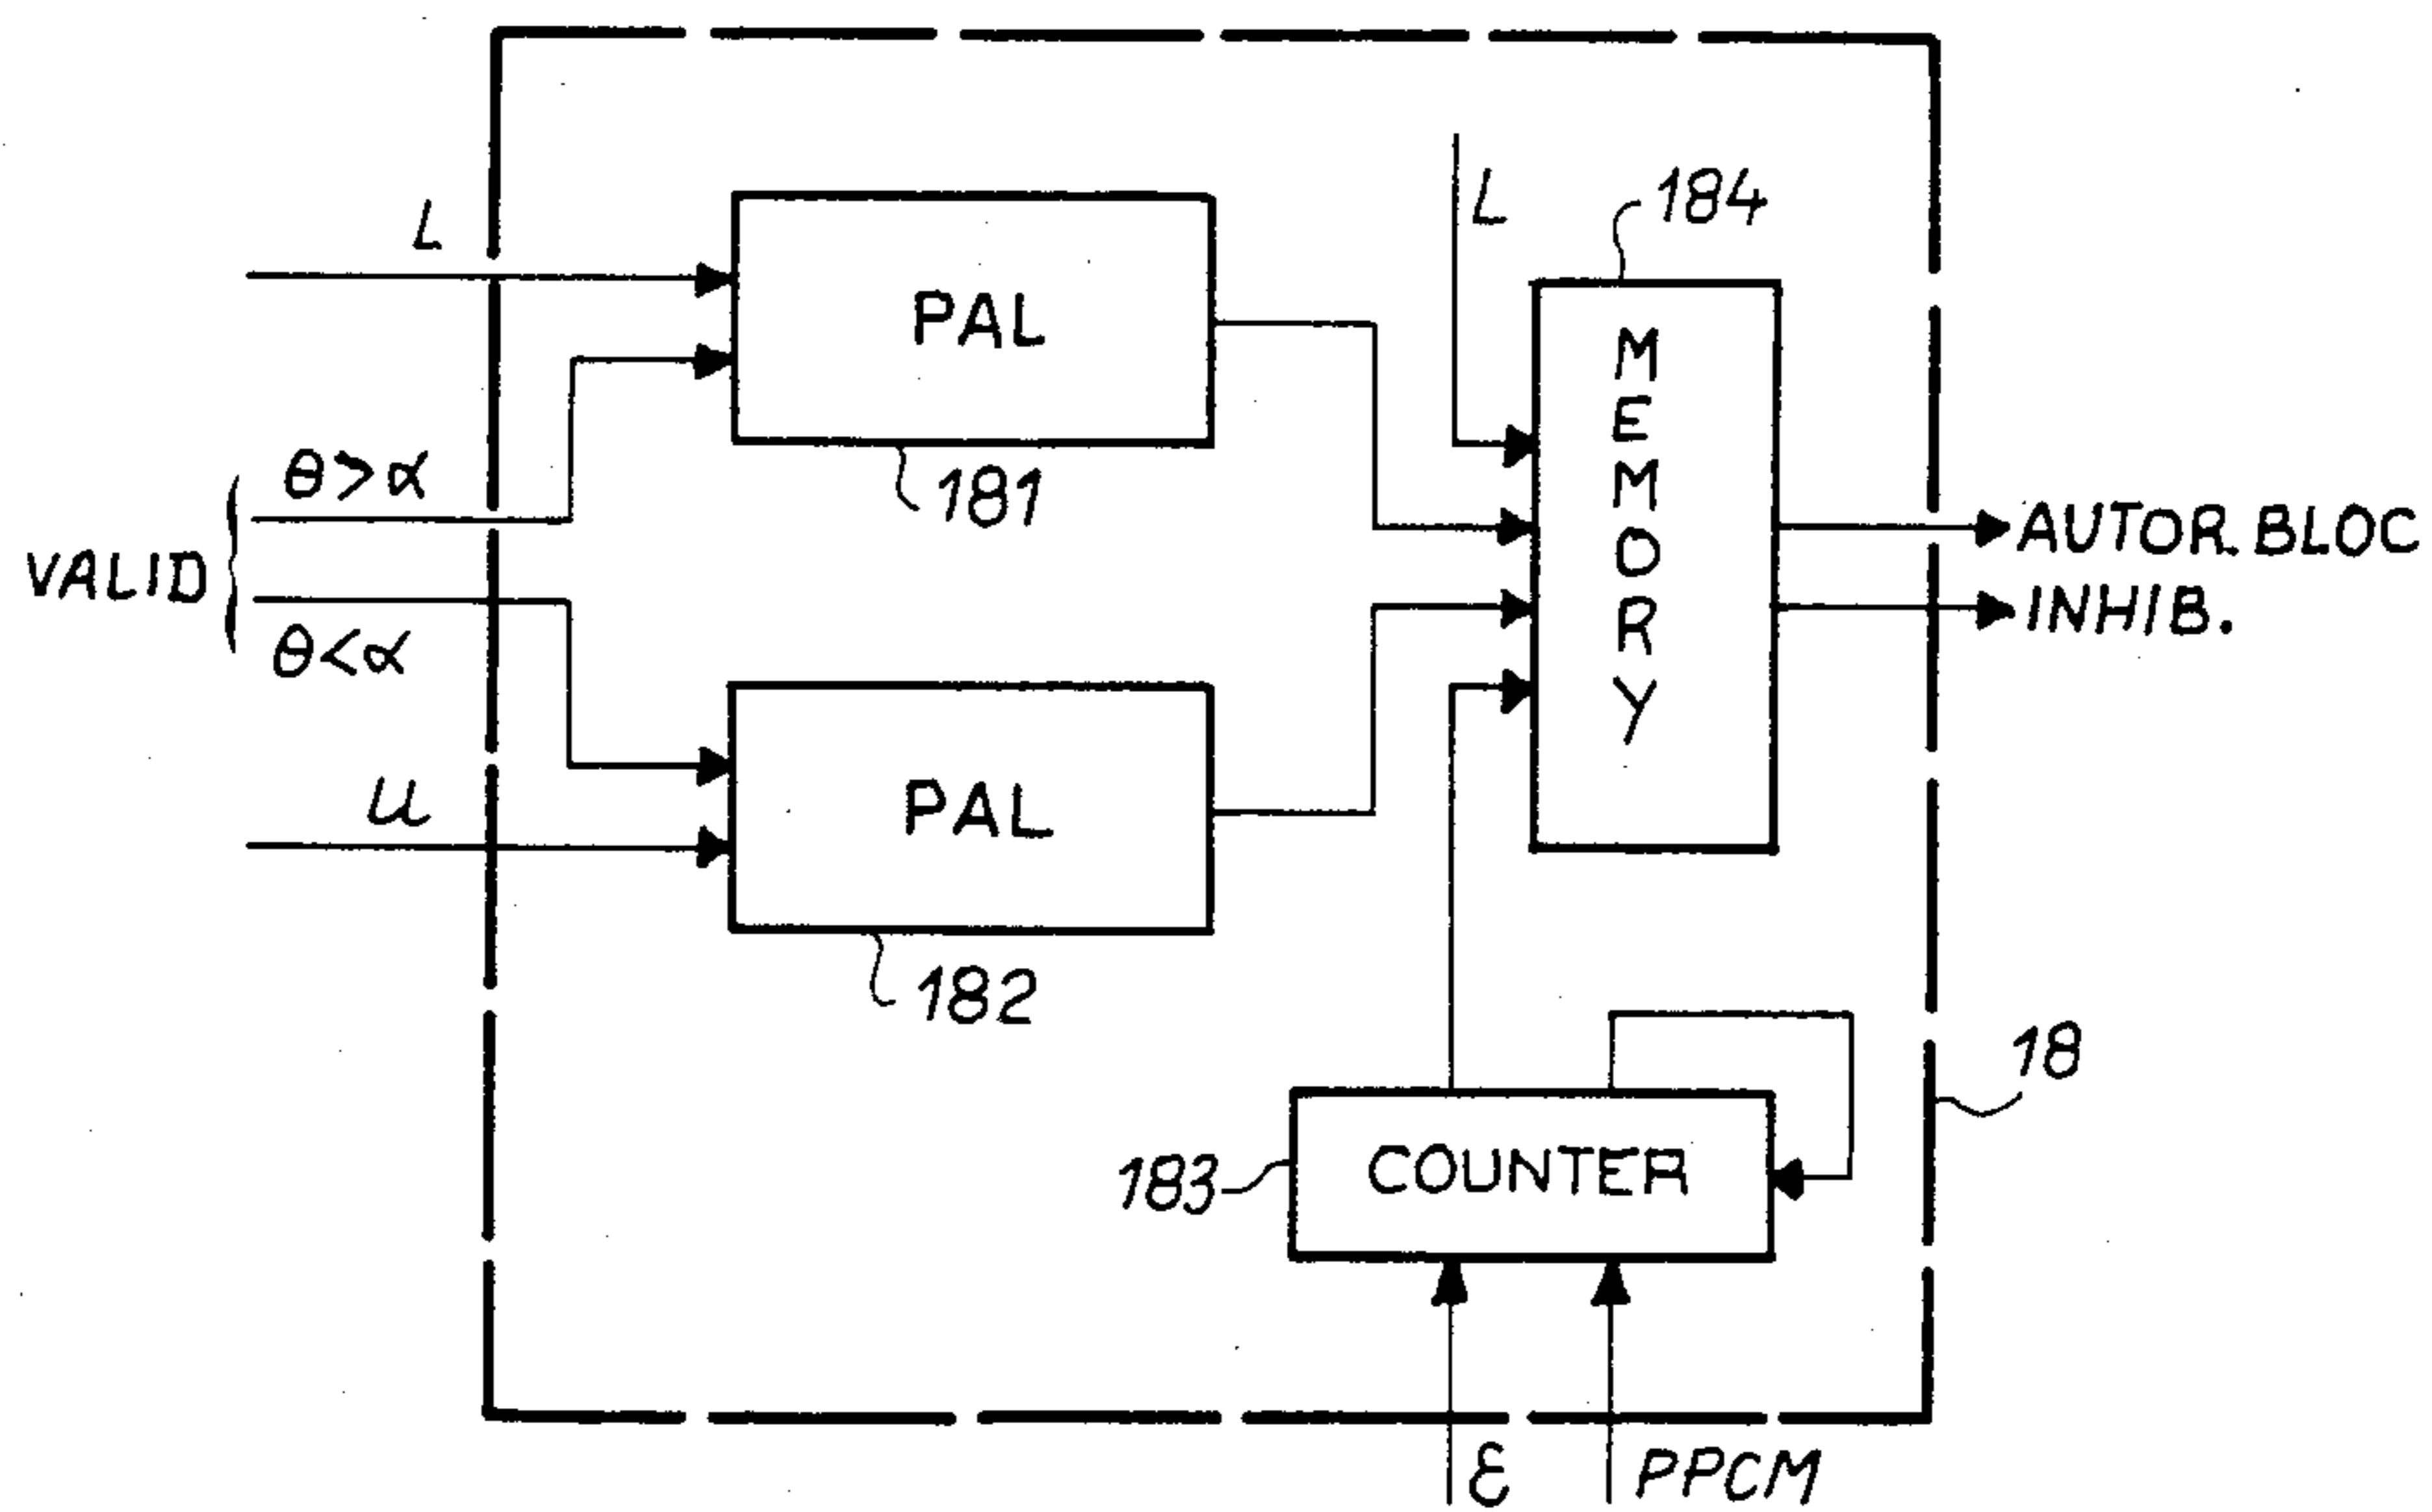 L
PAL
181
L
184
MEMORY
VALID
θ>α
θ<α
AUTOR. BLOC
INHIB.
U
PAL
182
183
COUNTER
18
ε
PPCM